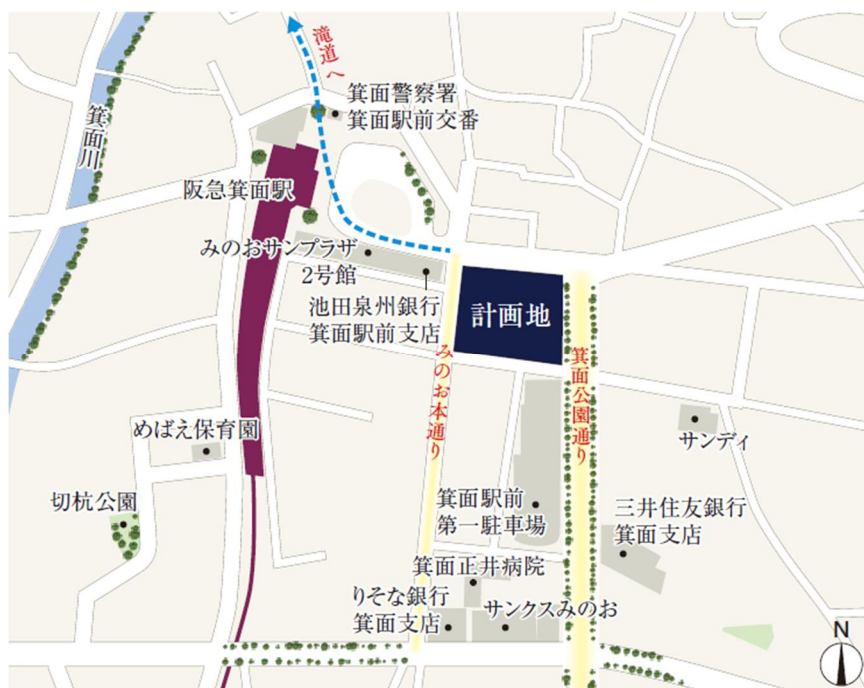 滝道へ
箕面警察署
箕面駅前交番
箕面川
阪急箕面駅
みのおサンプラザ
2号館
池田泉州銀行
箕面駅前支店
計画地
みのお本通り
箕面公園通り
めばえ保育園
サンディ
切杭公園
箕面駅前
第一駐車場
三井住友銀行
箕面支店
箕面正井病院
りそな銀行
箕面支店
サンクスみのお
N